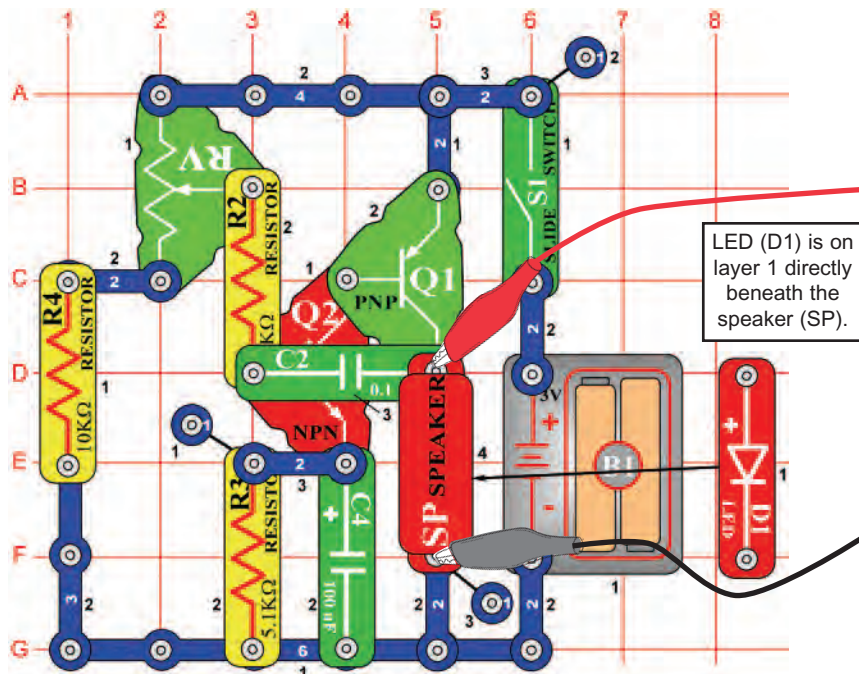 1 2 3 4 5 6 7 8
A
2
4
3
2
1 2
1
RV
2
1
S1
SLIDE SWITCH
1
B
R2
RESISTOR
2
KΩ
2
Q1
PNP
LED (D1) is on
layer 1 directly
beneath the
speaker (SP).
C
2
2
R4
RESISTOR
10KΩ
1
1
Q2
NPN
2
2
D
C2
0.1
3
SP SPEAKER
4
3V
+
-
B1
1
+
D1
LED
1
E
1
1
2
3
R3
RESISTOR
5.1KΩ
2
+
C4
100
2
F
3
2
2
2
1
3
2
2
1
G
6
1